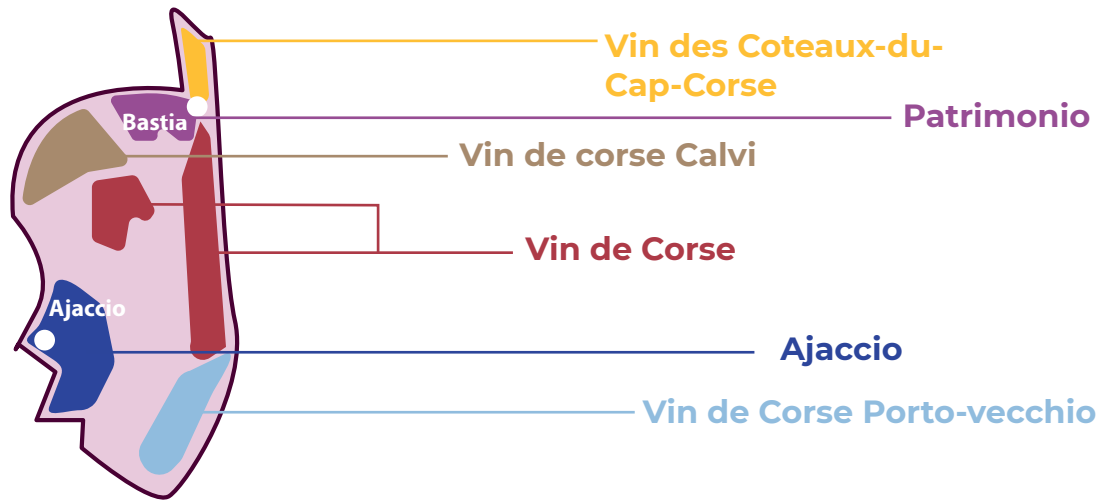 Vin des Coteaux-du-
Cap-Corse
Patrimonio
Bastia
Vin de corse Calvi
Vin de Corse
Ajaccio
Ajaccio
Vin de Corse Porto-vecchio